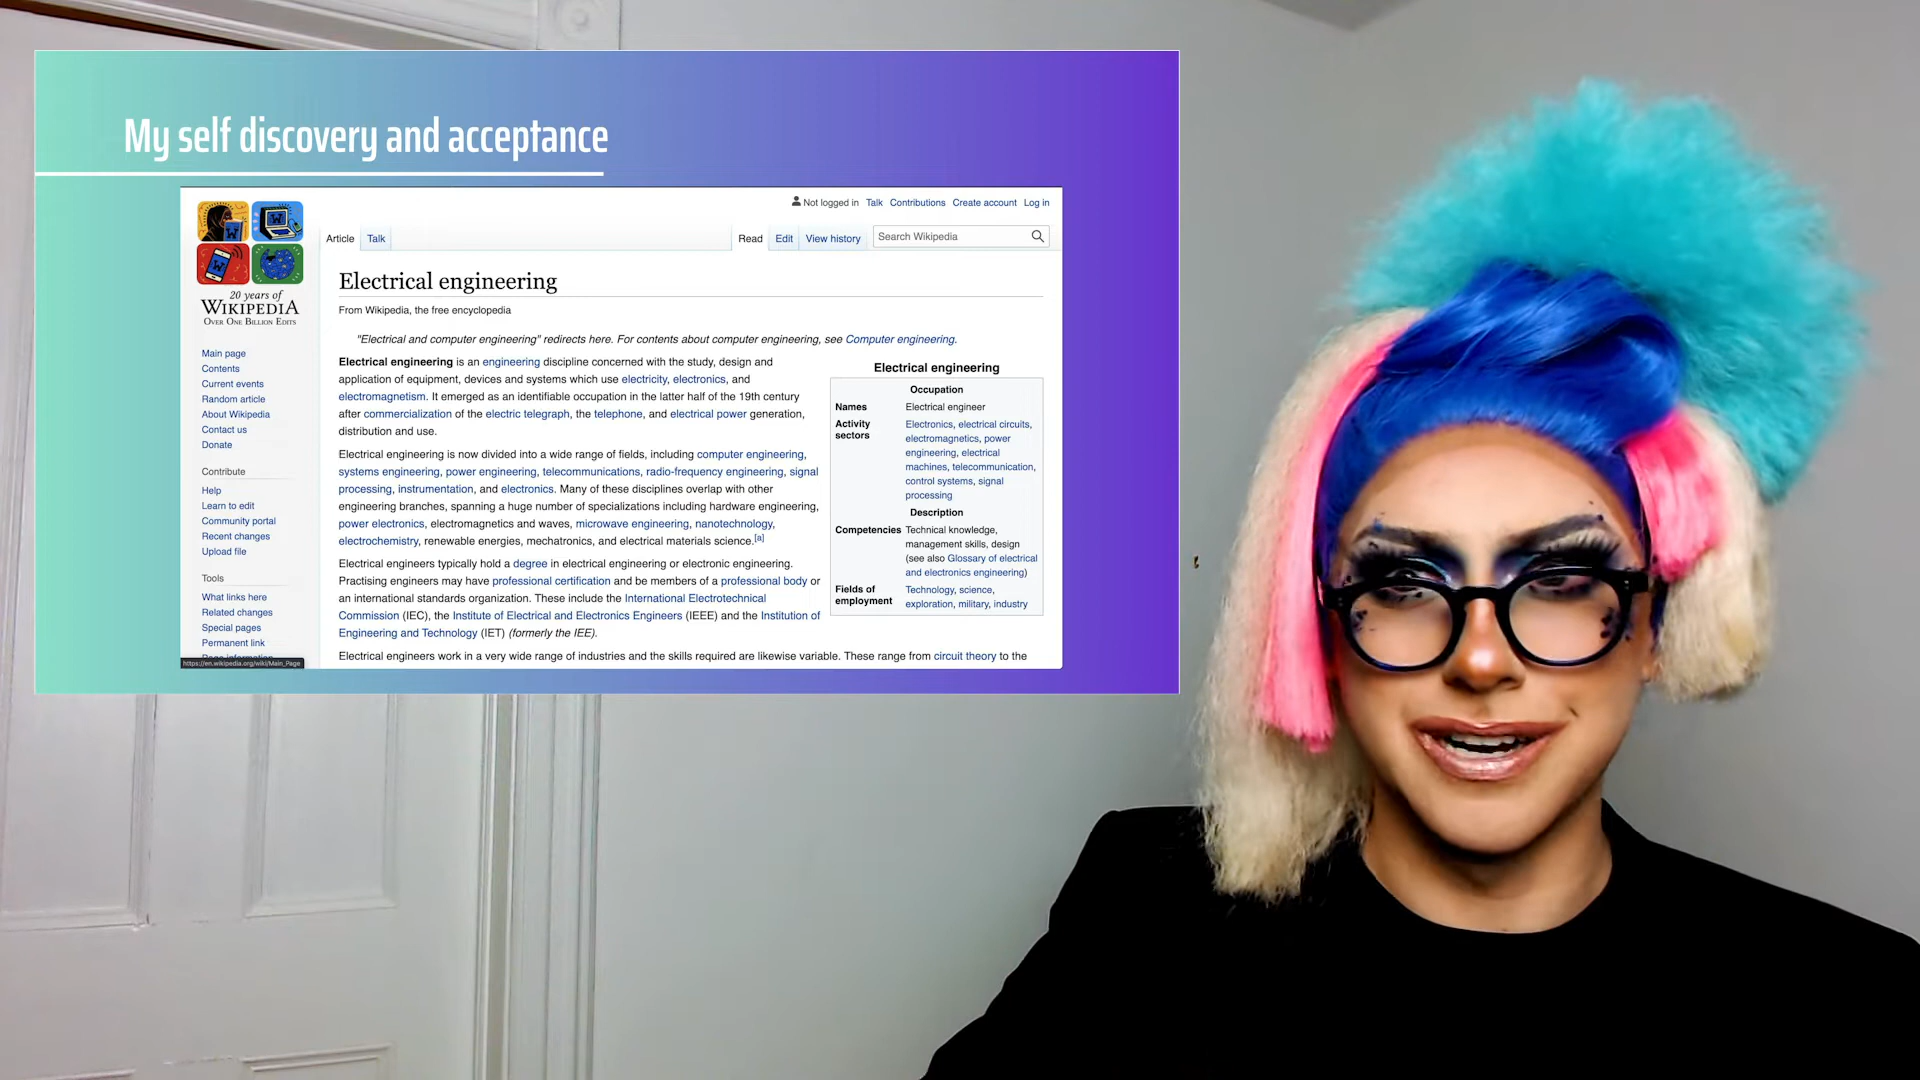 My self discovery and acceptance
Not logged in Talk Contributions Create account Log in
Article Talk Read Edit View history Search Wikipedia
20 years of
WIKIPEDIA
OVER ONE BILLION EDITS
Main page
Contents
Current events
Random article
About Wikipedia
Contact us
Donate
Contribute
Help
Learn to edit
Community portal
Recent changes
Upload file
Tools
What links here
Related changes
Special pages
Permanent link
Page information
https://en.wikipedia.org/wiki/Main_Page
Electrical engineering
From Wikipedia, the free encyclopedia
"Electrical and computer engineering" redirects here. For contents about computer engineering, see Computer engineering.
Electrical engineering is an engineering discipline concerned with the study, design and
application of equipment, devices and systems which use electricity, electronics, and
electromagnetism. It emerged as an identifiable occupation in the latter half of the 19th century
after commercialization of the electric telegraph, the telephone, and electrical power generation,
distribution and use.
Electrical engineering is now divided into a wide range of fields, including computer engineering,
systems engineering, power engineering, telecommunications, radio-frequency engineering, signal
processing, instrumentation, and electronics. Many of these disciplines overlap with other
engineering branches, spanning a huge number of specializations including hardware engineering,
power electronics, electromagnetics and waves, microwave engineering, nanotechnology,
electrochemistry, renewable energies, mechatronics, and electrical materials science.[a]
Electrical engineers typically hold a degree in electrical engineering or electronic engineering.
Practising engineers may have professional certification and be members of a professional body or
an international standards organization. These include the International Electrotechnical
Commission (IEC), the Institute of Electrical and Electronics Engineers (IEEE) and the Institution of
Engineering and Technology (IET) (formerly the IEE).
Electrical engineers work in a very wide range of industries and the skills required are likewise variable. These range from circuit theory to the
Electrical engineering
Occupation
Names Electrical engineer
Activity sectors Electronics, electrical circuits,
electromagnetics, power
engineering, electrical
machines, telecommunication,
control systems, signal
processing
Description
Competencies Technical knowledge,
management skills, design
(see also Glossary of electrical
and electronics engineering)
Fields of employment Technology, science,
exploration, military, industry